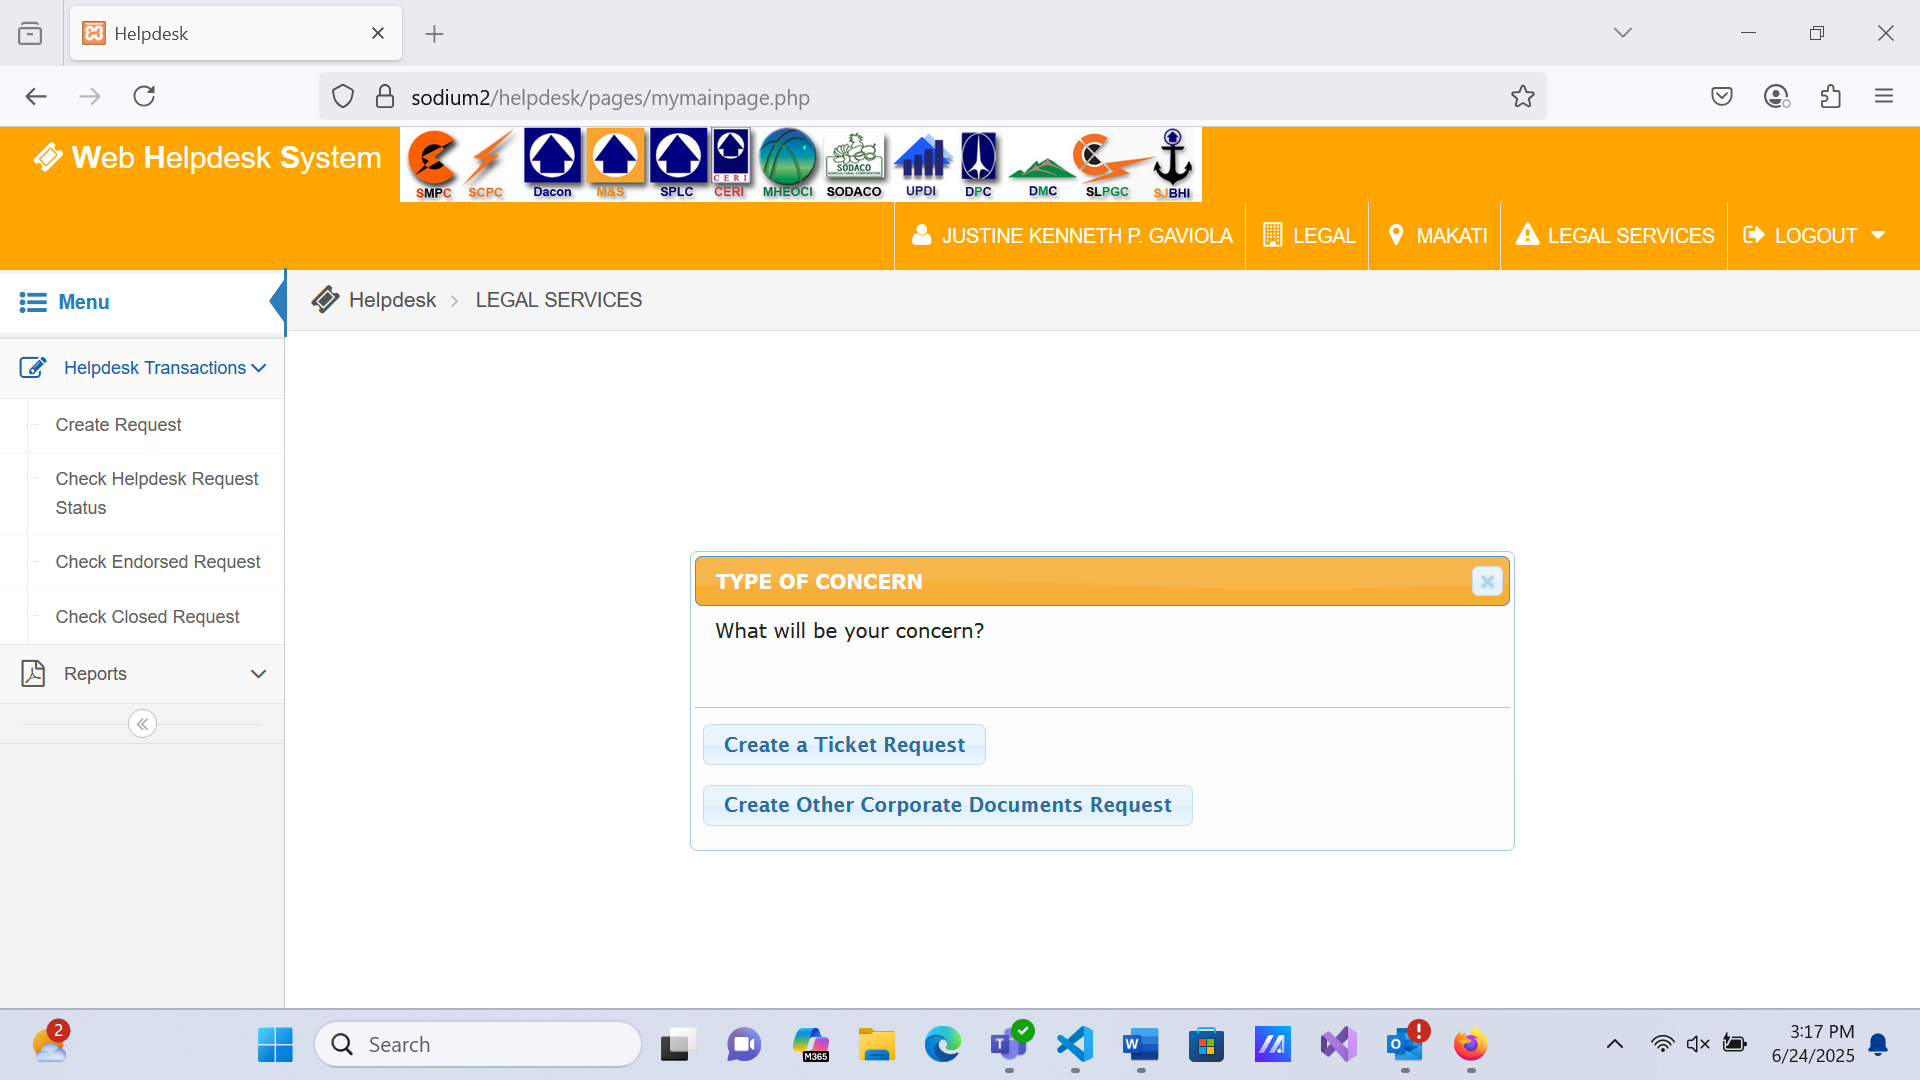 Helpdesk
sodium2/helpdesk/pages/mymainpage.php
Web Helpdesk System
SMPC SCPC Dacon M&S SPLC CERI MHEOCI SODACO UPDI DPC DMC SLPGC SJBHI
JUSTINE KENNETH P. GAVIOLA LEGAL MAKATI LEGAL SERVICES LOGOUT
Menu
Helpdesk > LEGAL SERVICES
Helpdesk Transactions
Create Request
Check Helpdesk Request
Status
Check Endorsed Request
Check Closed Request
Reports
TYPE OF CONCERN
What will be your concern?
Create a Ticket Request
Create Other Corporate Documents Request
2
Search
M365
3:17 PM
6/24/2025